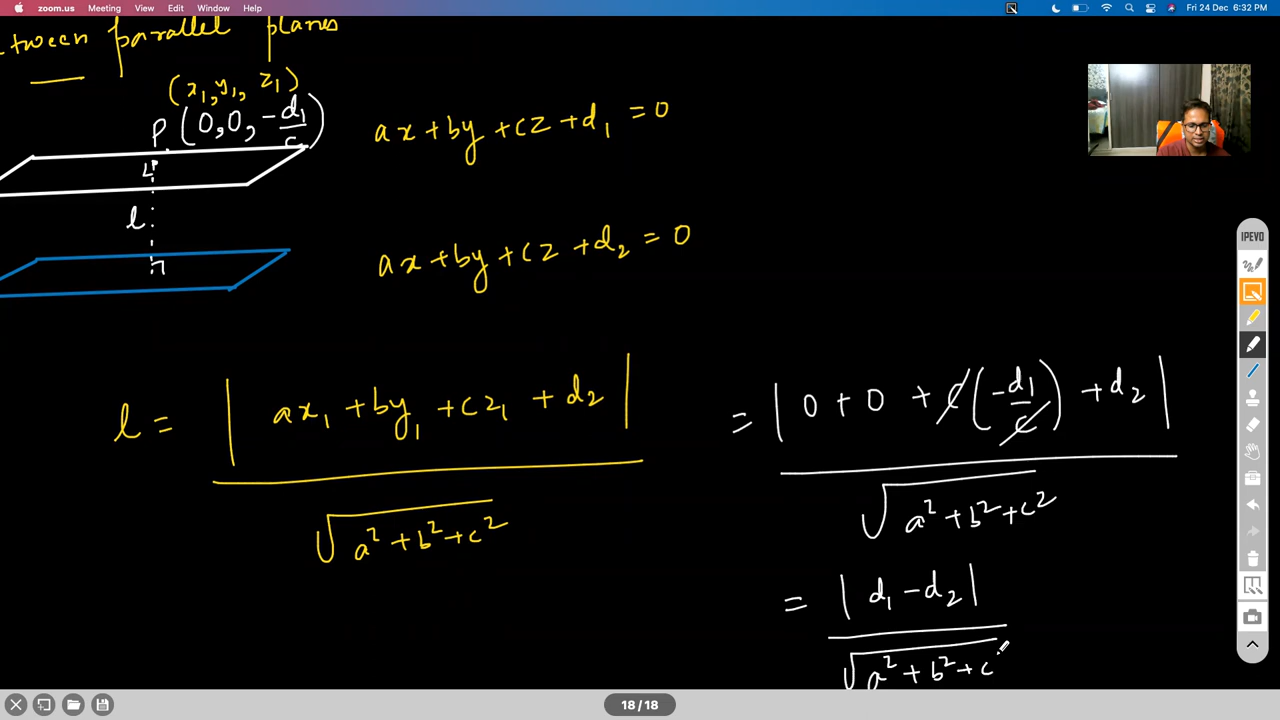 zoom.us Meeting View Edit Window Help Fri 24 Dec 6:32 PM
tween parallel planes
(x₁,y₁, z₁)
P (0,0, -d₁/c)
ax+by+cz+d₁=0
l
ax+by+cz+d₂=0
l = |ax₁+by₁+cz₁+d₂| / √(a²+b²+c²)
= |0+0+c(-d₁/c)+d₂| / √(a²+b²+c²)
= |d₁-d₂| / √(a²+b²+c
IPEVO
18/18